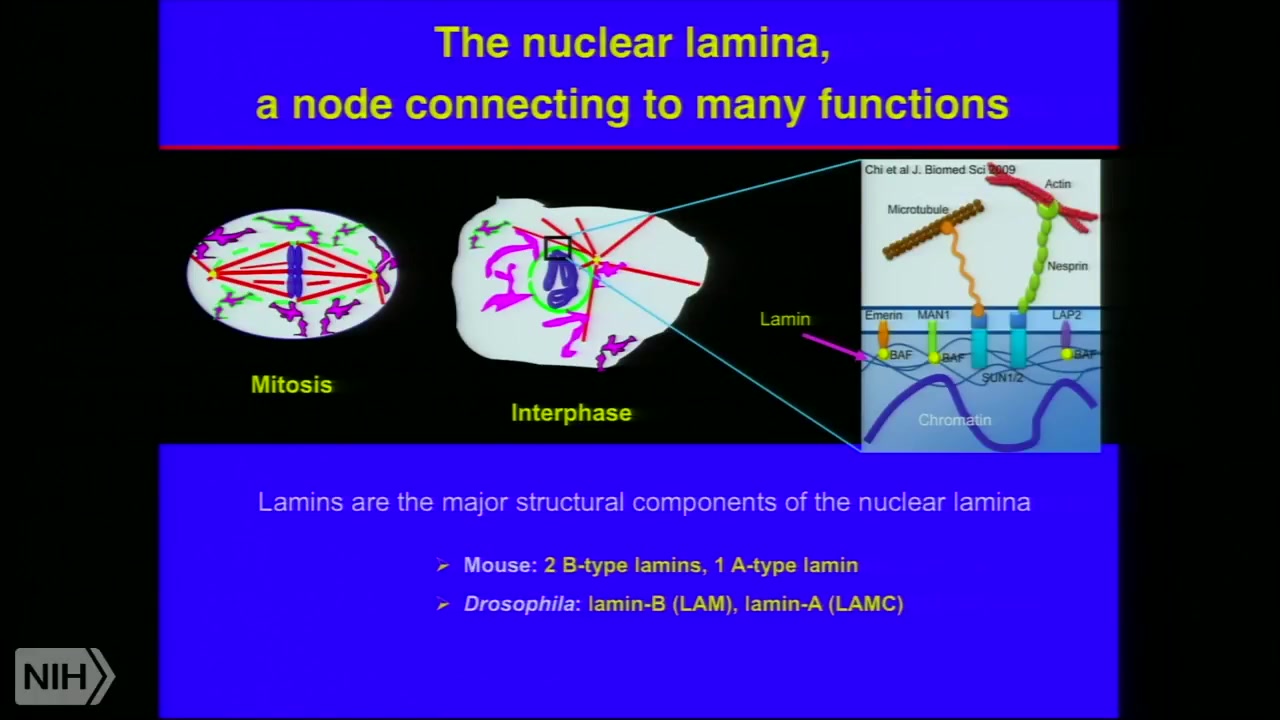 The nuclear lamina,
a node connecting to many functions
Chi et al J. Biomed Sci 2009
Actin
Microtubule
Nesprin
Lamin
Emerin MAN1 LAP2
BAF BAF BAF
SUN1/2
Chromatin
Mitosis
Interphase
Lamins are the major structural components of the nuclear lamina
➢ Mouse: 2 B-type lamins, 1 A-type lamin
➢ Drosophila: lamin-B (LAM), lamin-A (LAMC)
NIH